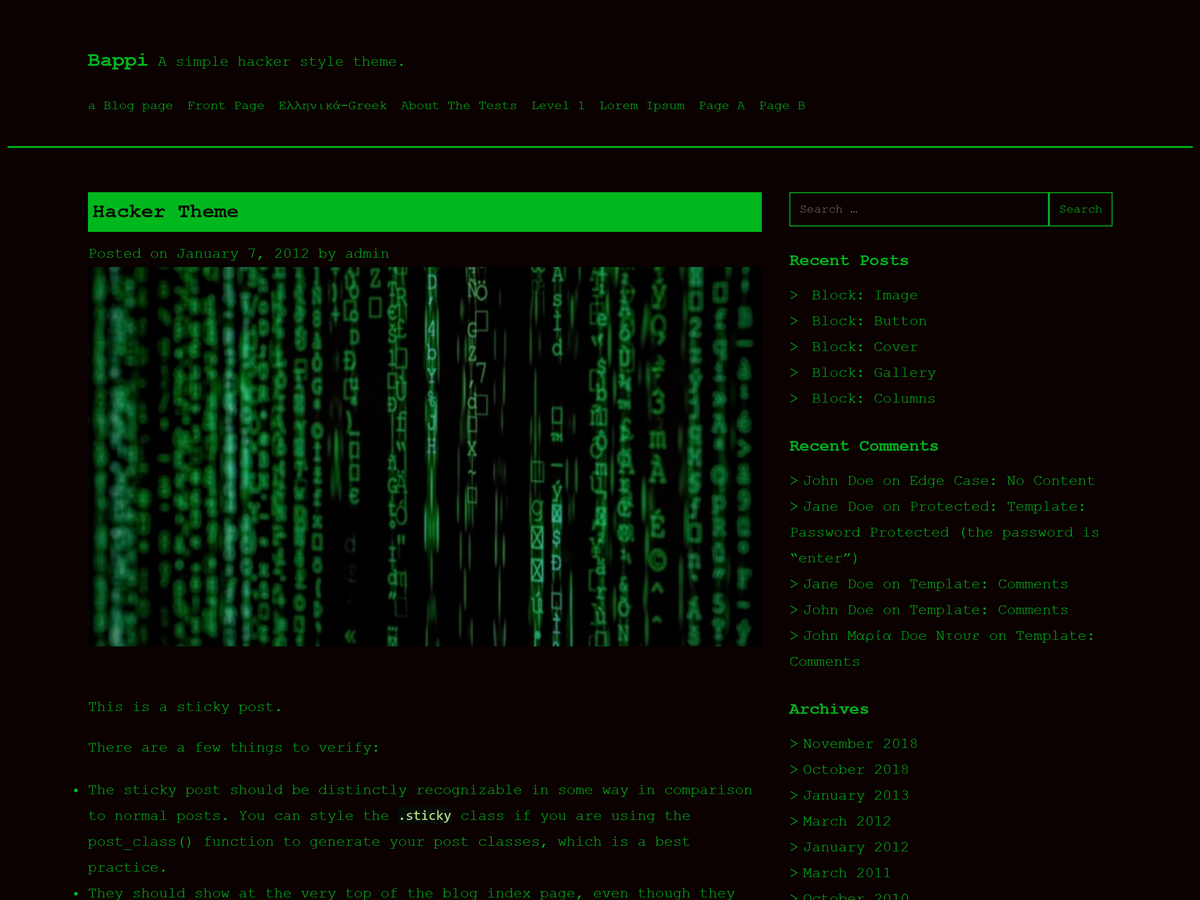 Bappi A simple hacker style theme.
a Blog page Front Page Ελληνικά-Greek About The Tests Level 1 Lorem Ipsum Page A Page B
Hacker Theme
Posted on January 7, 2012 by admin
This is a sticky post.
There are a few things to verify:
• The sticky post should be distinctly recognizable in some way in comparison
to normal posts. You can style the .sticky class if you are using the
post_class() function to generate your post classes, which is a best
practice.
• They should show at the very top of the blog index page, even though they
Search … Search
Recent Posts
> Block: Image
> Block: Button
> Block: Cover
> Block: Gallery
> Block: Columns
Recent Comments
> John Doe on Edge Case: No Content
> Jane Doe on Protected: Template:
Password Protected (the password is
“enter”)
> Jane Doe on Template: Comments
> John Doe on Template: Comments
> John Μαρία Doe Ντουε on Template:
Comments
Archives
> November 2018
> October 2018
> January 2013
> March 2012
> January 2012
> March 2011
> October 2010